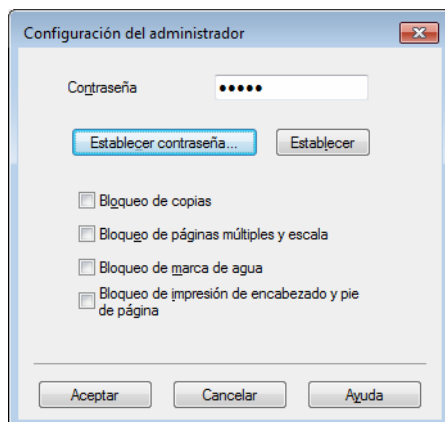 Configuración del administrador
Contraseña •••••
Establecer contraseña... Establecer
Bloqueo de copias
Bloqueo de páginas múltiples y escala
Bloqueo de marca de agua
Bloqueo de impresión de encabezado y pie
de página
Aceptar Cancelar Ayuda